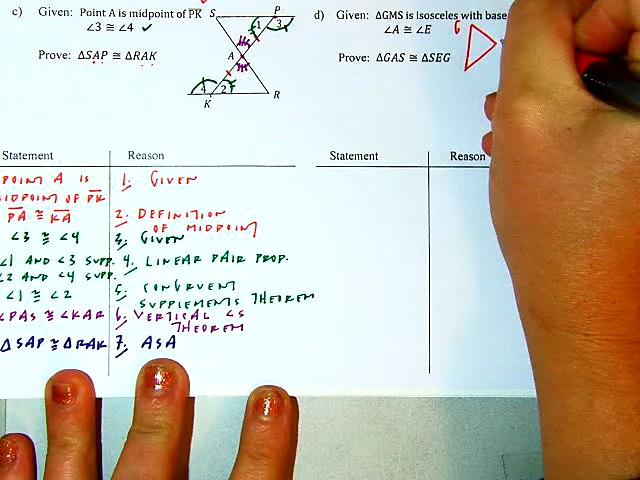 c) Given: Point A is midpoint of PK
∠3 ≅ ∠4 ✓
Prove: ΔSAP ≅ ΔRAK
S P
1 3
A
4 2
K R
Statement Reason
POINT A IS 1. GIVEN
MIDPOINT OF PK
PA ≅ KA 2. DEFINITION OF MIDPOINT
∠3 ≅ ∠4 3. GIVEN
∠1 AND ∠3 SUPP. 4. LINEAR PAIR PROP.
∠2 AND ∠4 SUPP.
∠1 ≅ ∠2 5. CONGRUENT SUPPLEMENTS THEOREM
∠PAS ≅ ∠KAR 6. VERTICAL ∠S THEOREM
ΔSAP ≅ ΔRAK 7. ASA
d) Given: ΔGMS is isosceles with base
∠A ≅ ∠E
Prove: ΔGAS ≅ ΔSEG
G
Statement Reason